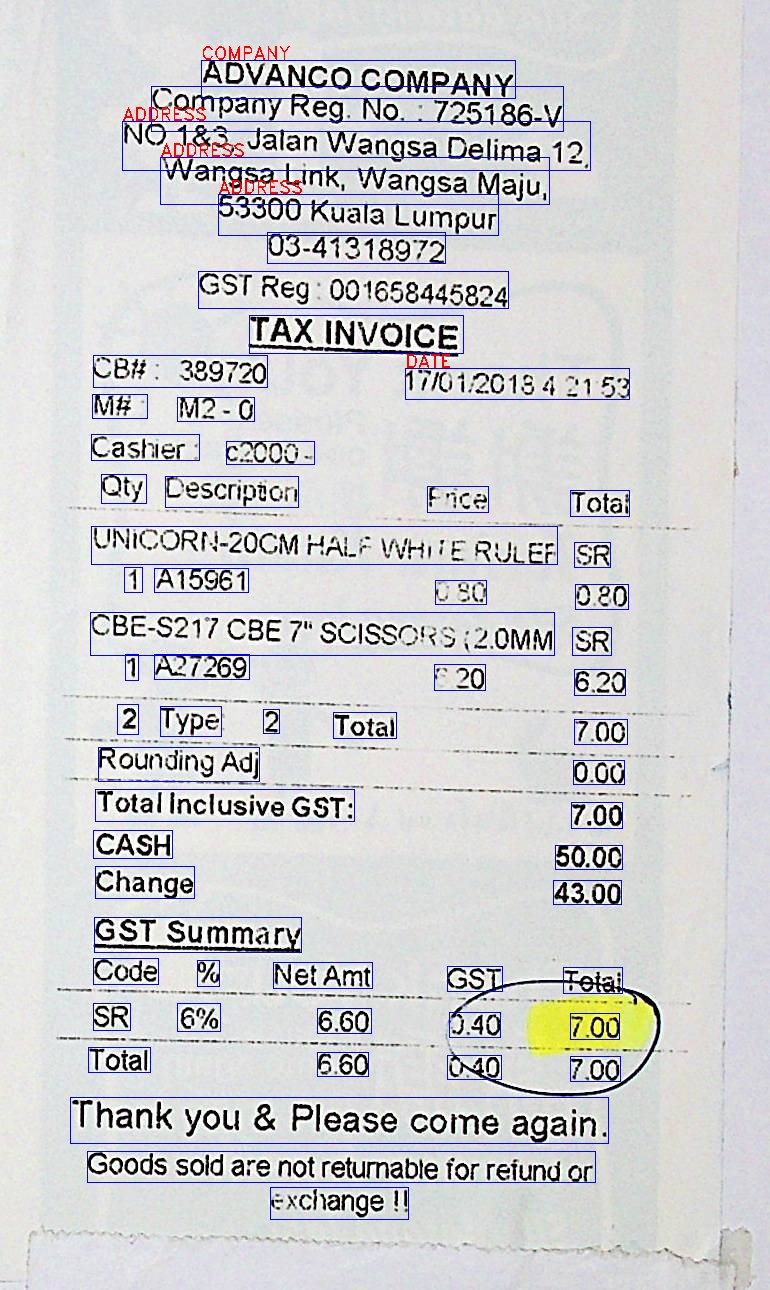 COMPANY
ADVANCO COMPANY
Company Reg. No. : 725186-V
ADDRESS
NO 1&3, Jalan Wangsa Delima 12,
ADDRESS
Wangsa Link, Wangsa Maju,
ADDRESS
53300 Kuala Lumpur
03-41318972
GST Reg : 001658445824
TAX INVOICE
DATE
CB# : 389720 17/01/2018 4 21 53
M# : M2 - 0
Cashier : c2000 -
Qty Description Price Total
UNICORN-20CM HALF WHITE RULER SR
1 A15961 0.80 0.80
CBE-S217 CBE 7" SCISSORS (2.0MM SR
1 A27269 6.20 6.20
2 Type 2 Total 7.00
Rounding Adj 0.00
Total Inclusive GST: 7.00
CASH 50.00
Change 43.00
GST Summary
Code % Net Amt GST Total
SR 6% 6.60 0.40 7.00
Total 6.60 0.40 7.00
Thank you & Please come again.
Goods sold are not returnable for refund or
exchange !!